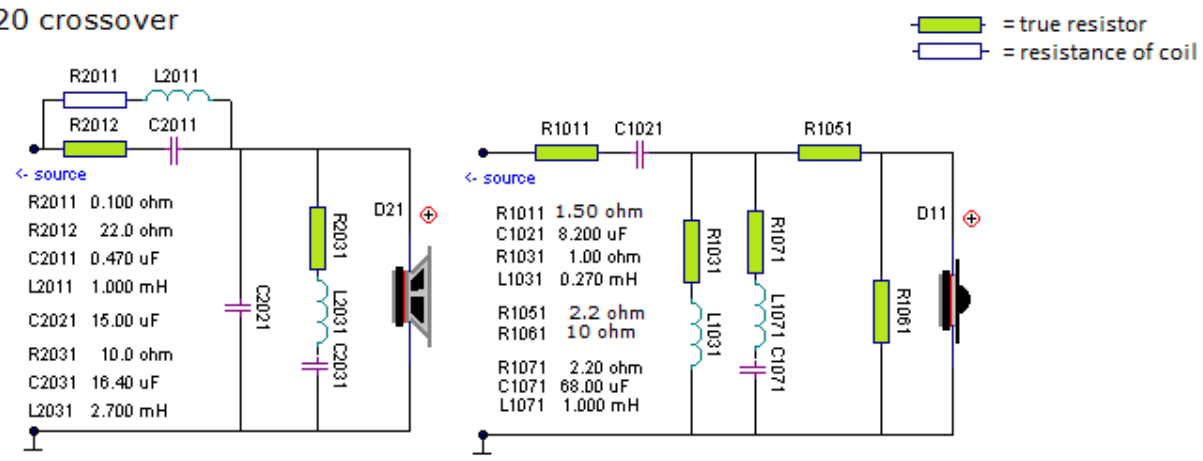 20 crossover
= true resistor
= resistance of coil
R2011 L2011
R2012 C2011
<- source
R2011 0.100 ohm
R2012 22.0 ohm
C2011 0.470 uF
L2011 1.000 mH
C2021 15.00 uF
R2031 10.0 ohm
C2031 16.40 uF
L2031 2.700 mH
C2021
R2031
L2031
C2031
D21
R1011 C1021
R1051
<- source
R1011 1.50 ohm
C1021 8.200 uF
R1031 1.00 ohm
L1031 0.270 mH
R1051 2.2 ohm
R1061 10 ohm
R1071 2.20 ohm
C1071 68.00 uF
L1071 1.000 mH
R1031
L1031
R1071
L1071
C1071
R1061
D11